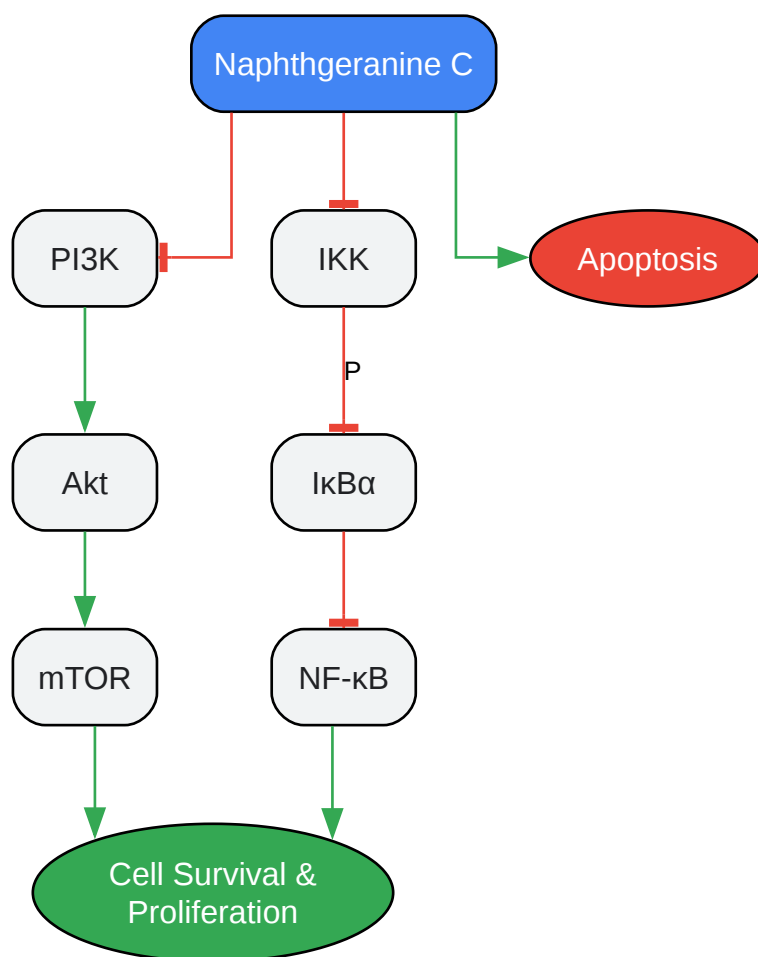 Naphthgeranine C
PI3K
IKK
Apoptosis
P
Akt
IκBα
mTOR
NF-κB
Cell Survival &
Proliferation